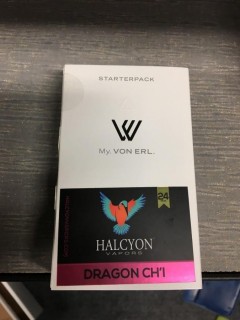 STARTERPACK
My. VON ERL.
24
HALCYON
VAPORS
DRAGON CH'I